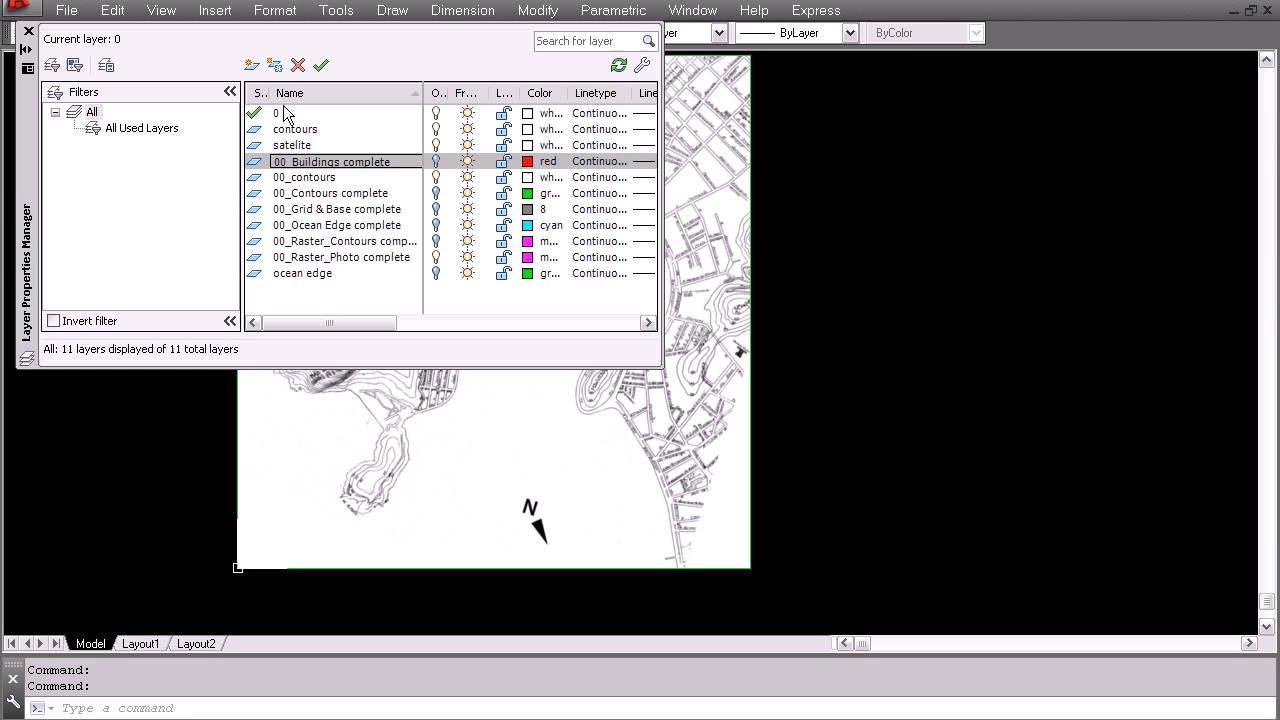 File Edit View Insert Format Tools Draw Dimension Modify Parametric Window Help Express
Current layer: 0
Search for layer
ByLayer
ByColor
Filters
S.. Name O.. Fr... L... Color Linetype Line
All
All Used Layers
0 wh... Continuo...
contours wh... Continuo...
satelite wh... Continuo...
00_Buildings complete red Continuo...
00_contours wh... Continuo...
00_Contours complete gr... Continuo...
00_Grid & Base complete 8 Continuo...
00_Ocean Edge complete cyan Continuo...
00_Raster_Contours comp... m... Continuo...
00_Raster_Photo complete m... Continuo...
ocean edge gr... Continuo...
Invert filter
: 11 layers displayed of 11 total layers
Layer Properties Manager
N
Model Layout1 Layout2
Command:
Command:
Type a command